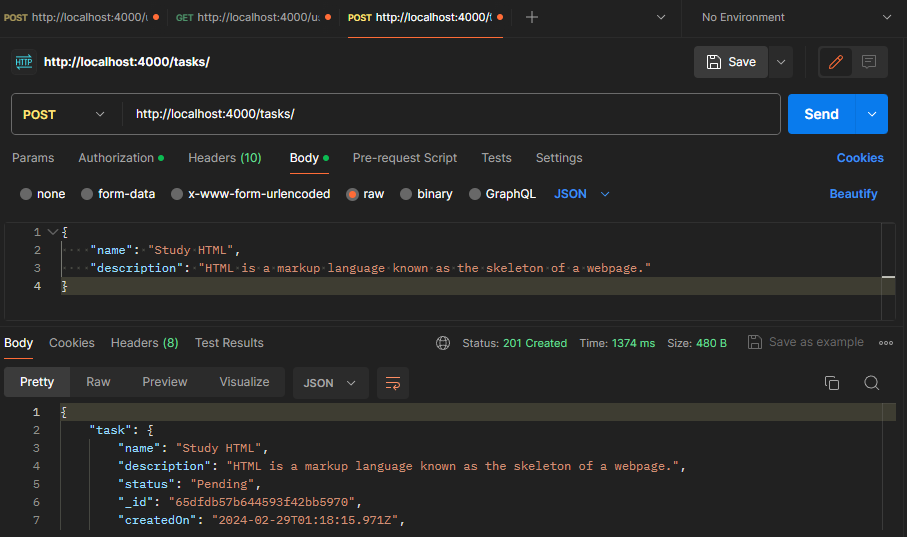 POST http://localhost:4000/u GET http://localhost:4000/u POST http://localhost:4000/t No Environment
HTTP http://localhost:4000/tasks/ Save
POST http://localhost:4000/tasks/ Send
Params Authorization Headers (10) Body Pre-request Script Tests Settings Cookies
none form-data x-www-form-urlencoded raw binary GraphQL JSON Beautify
1 {
2 "name": "Study HTML",
3 "description": "HTML is a markup language known as the skeleton of a webpage."
4 }
Body Cookies Headers (8) Test Results Status: 201 Created Time: 1374 ms Size: 480 B Save as example
Pretty Raw Preview Visualize JSON
1 {
2 "task": {
3 "name": "Study HTML",
4 "description": "HTML is a markup language known as the skeleton of a webpage.",
5 "status": "Pending",
6 "_id": "65dfdb57b644593f42bb5970",
7 "createdOn": "2024-02-29T01:18:15.971Z",